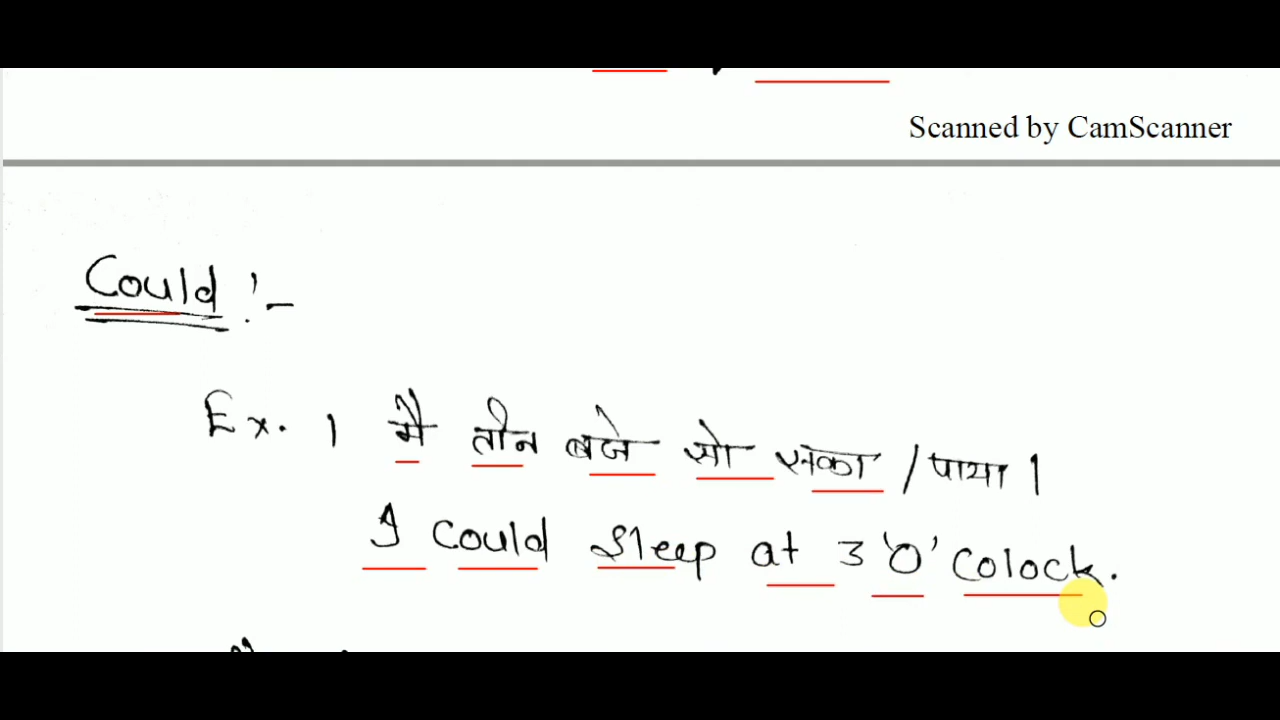 Scanned by CamScanner
Could :-
Ex. 1 मै तीन बजे सो सका / पाया।
I Could Sleep at 3 'O' Colock.